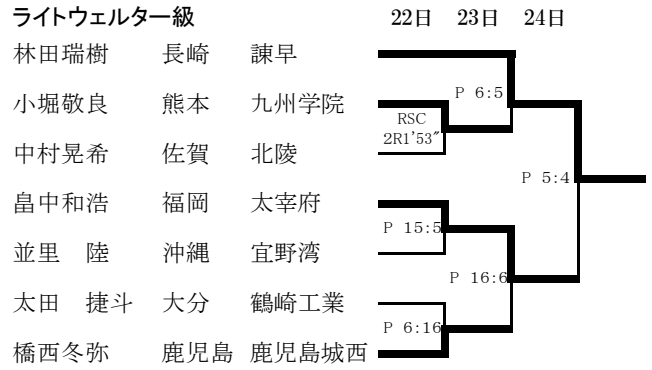 ライトウェルター級 22日 23日 24日
林田瑞樹 長崎 諫早
P 6:5
小堀敬良 熊本 九州学院
RSC
2R1'53"
中村晃希 佐賀 北陵
P 5:4
畠中和浩 福岡 太宰府
P 15:5
並里 陸 沖縄 宜野湾
P 16:6
太田 捷斗 大分 鶴崎工業
P 6:16
橋西冬弥 鹿児島 鹿児島城西